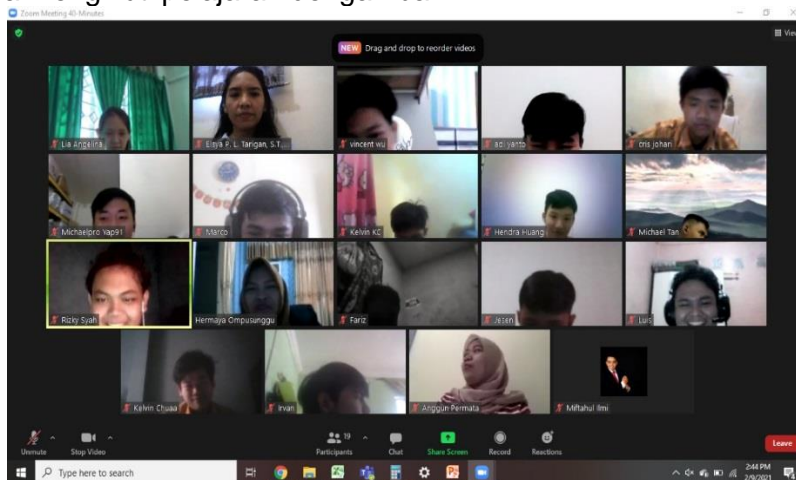 Zoom Meeting 40-Minutes
View
NEW Drag and drop to reorder videos
Lia Angelina
Elsya P. L. Tarigan, S.T...
vincent wu
adi yanto
cris johari
Michaelpro Yap91
Marco
Kelvin KC
Hendra Huang
Michael Tan
Rizky Syah
Hermaya Ompusunggu
Fariz
Jesen
Luis
Kelvin Chuaa
Irvan
Anggun Permata
Miftahul Ilmi
Unmute
Stop Video
19
Participants
Chat
Share Screen
Record
Reactions
Leave
Type here to search
2:44 PM
2/9/2021